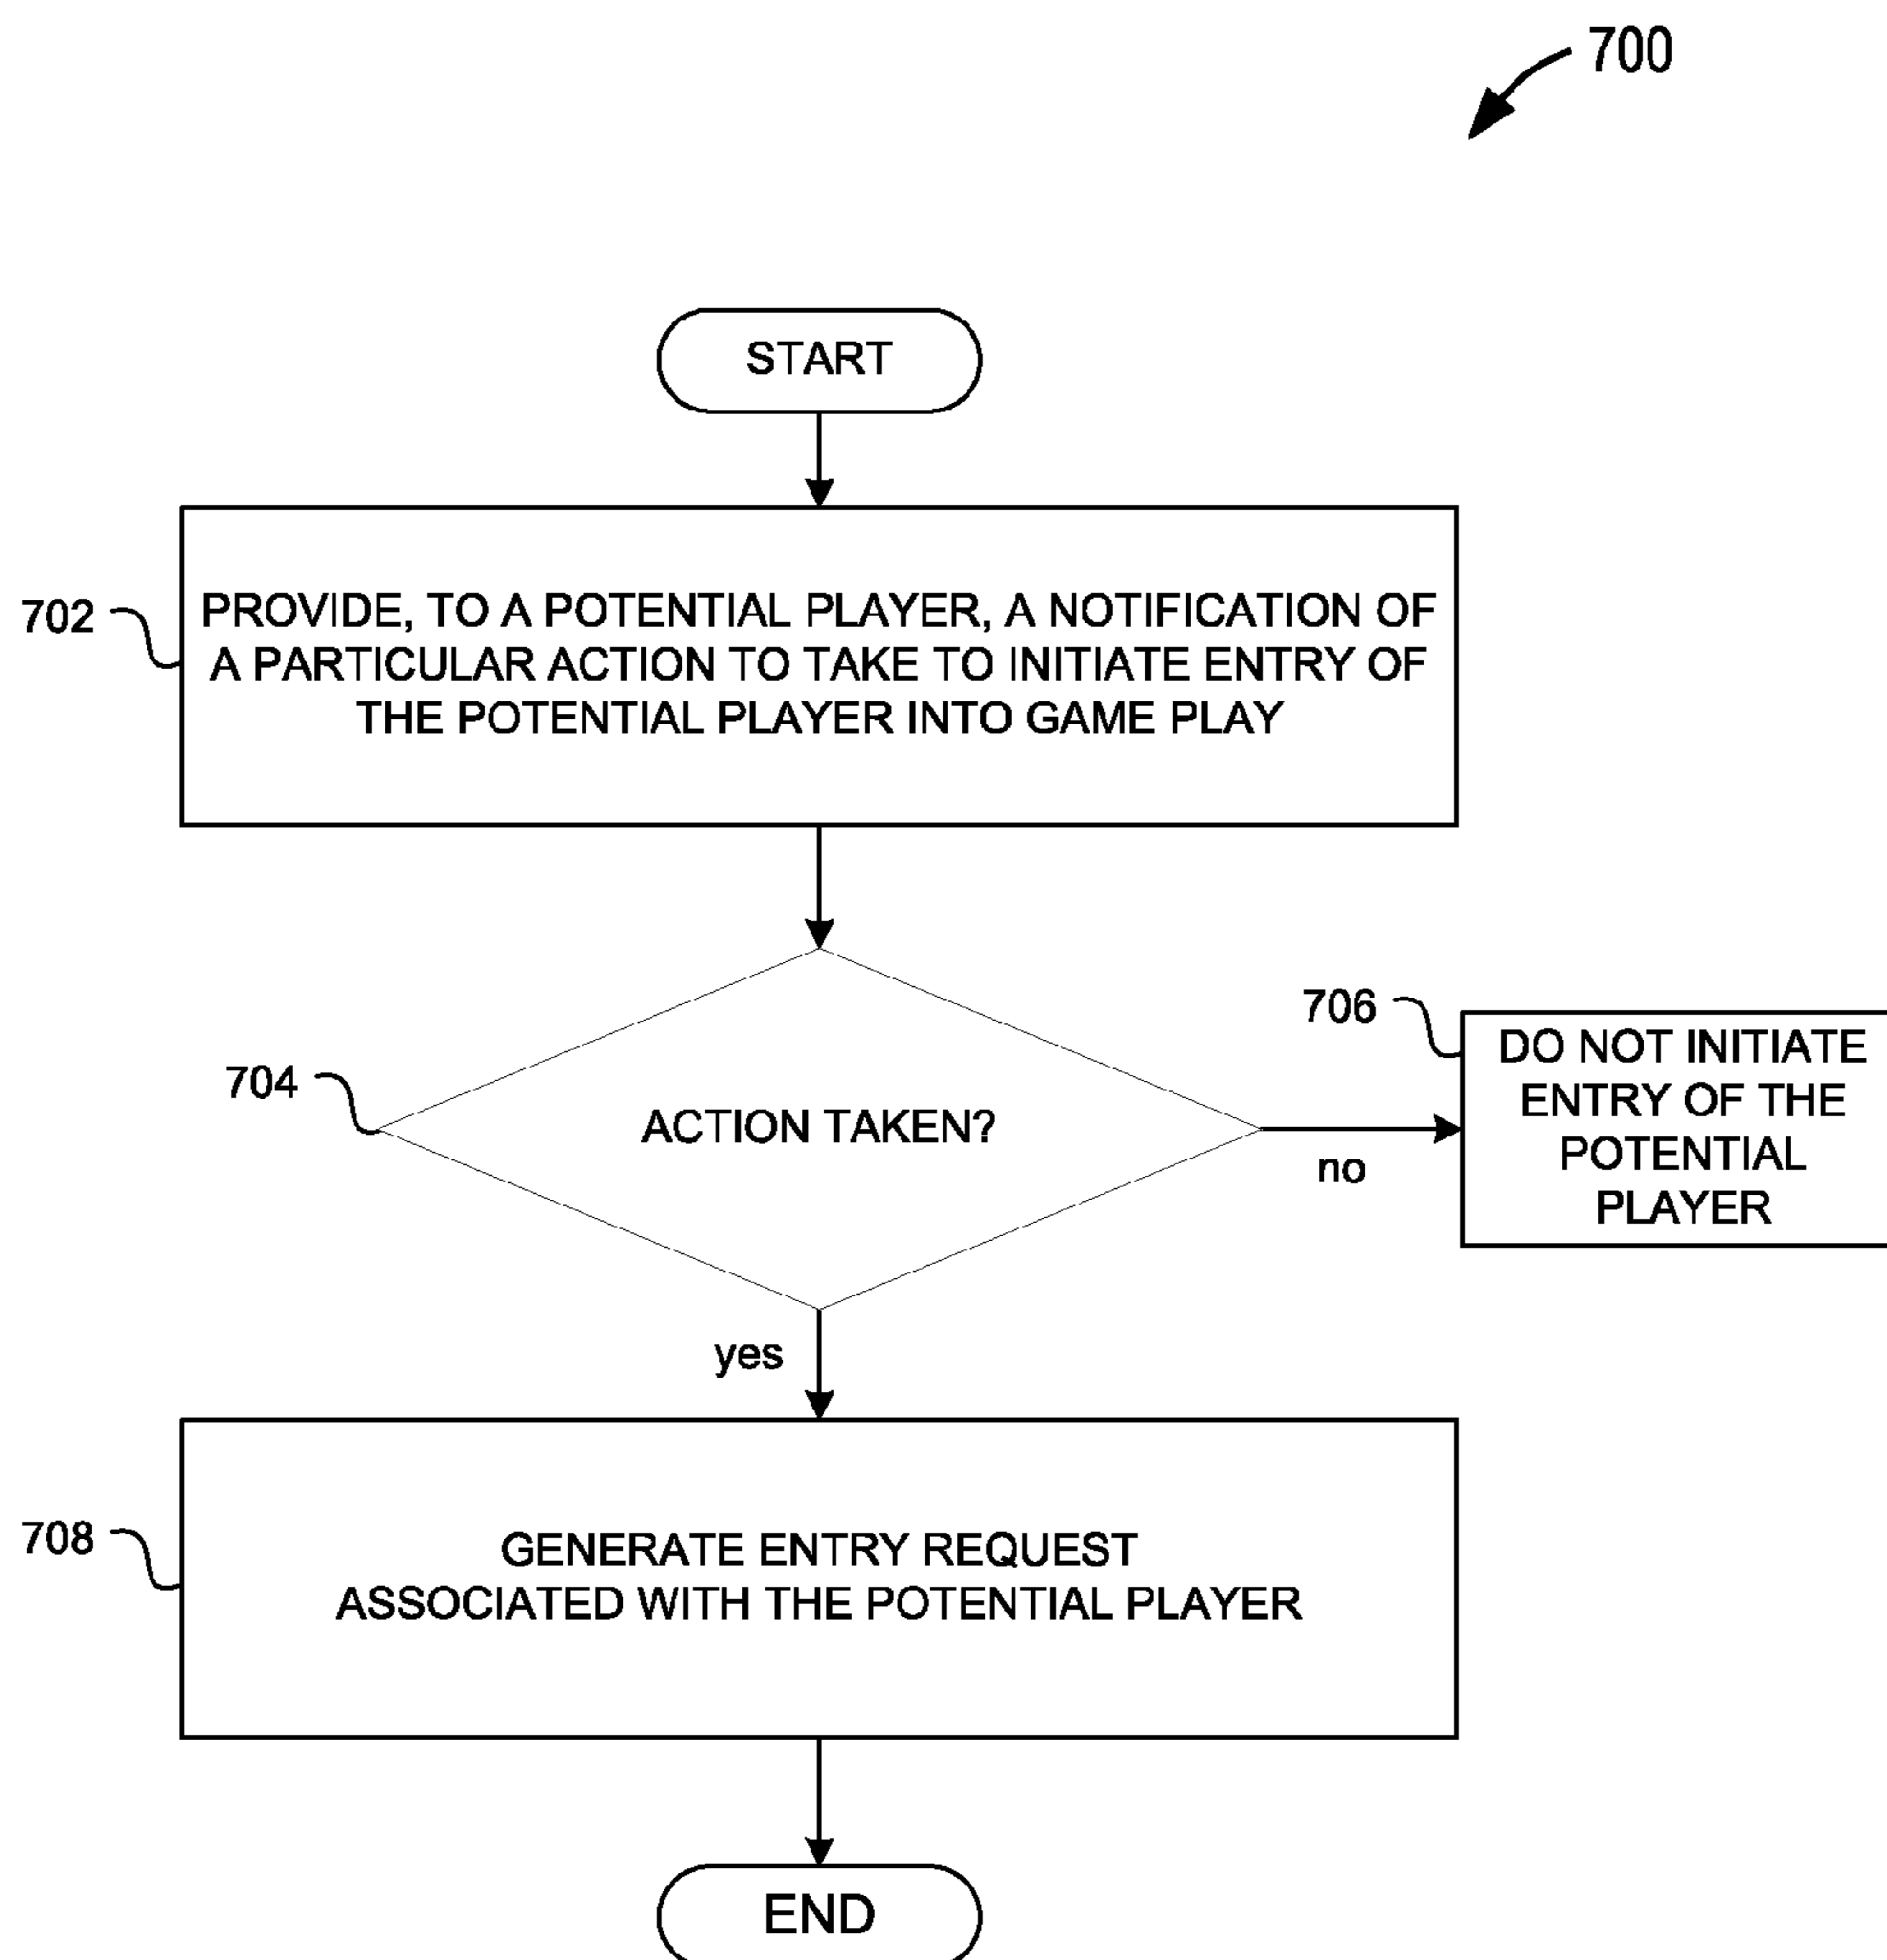 700
START
702
PROVIDE, TO A POTENTIAL PLAYER, A NOTIFICATION OF
A PARTICULAR ACTION TO TAKE TO INITIATE ENTRY OF
THE POTENTIAL PLAYER INTO GAME PLAY
704
ACTION TAKEN?
no
706
DO NOT INITIATE
ENTRY OF THE
POTENTIAL
PLAYER
yes
708
GENERATE ENTRY REQUEST
ASSOCIATED WITH THE POTENTIAL PLAYER
END